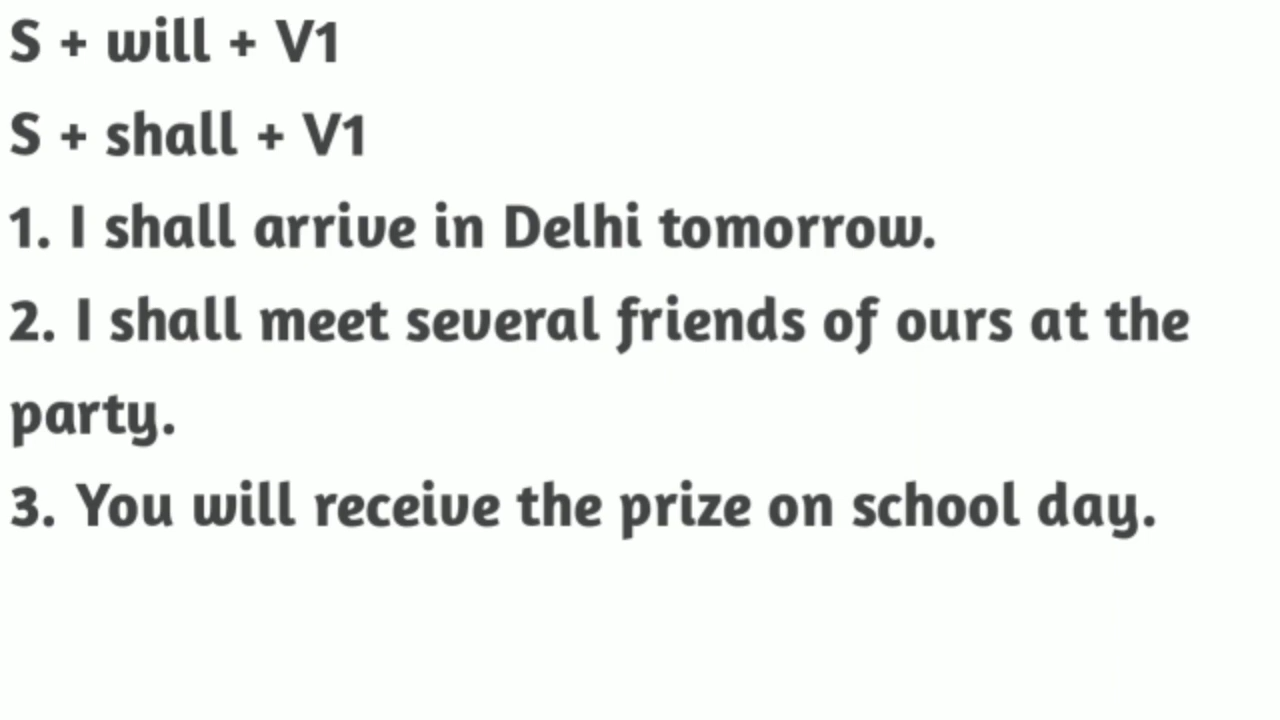 S + will + V1
S + shall + V1
1. I shall arrive in Delhi tomorrow.
2. I shall meet several friends of ours at the
party.
3. You will receive the prize on school day.